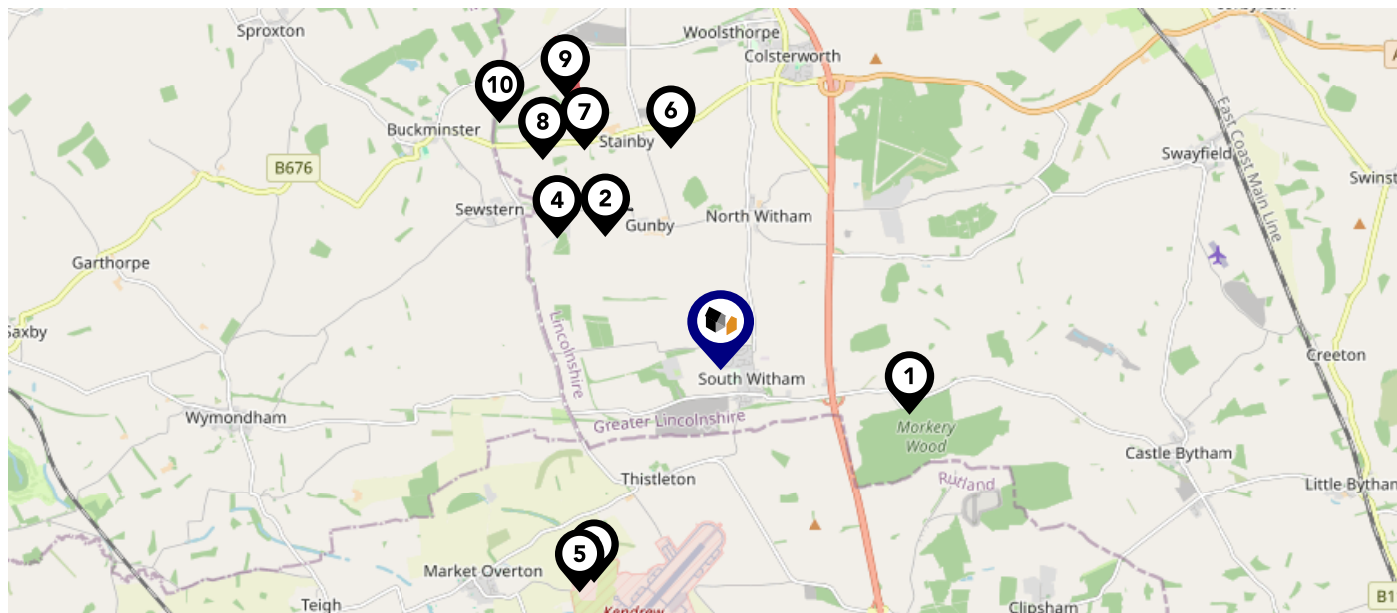 Sproxton
Woolsthorpe
Colsterworth
9
10
6
7
8
Buckminster
Stainby
B676
Swayfield
East Coast Main Line
Swinst
4
2
Sewstern
Gunby
North Witham
Garthorpe
Saxby
Lincolnshire
Creeton
South Witham
1
Wymondham
Greater Lincolnshire
Morkery
Wood
Castle Bytham
Thistleton
Rutland
Little Bytham
5
Market Overton
Teigh
Kendrew
Clipsham
B1
A